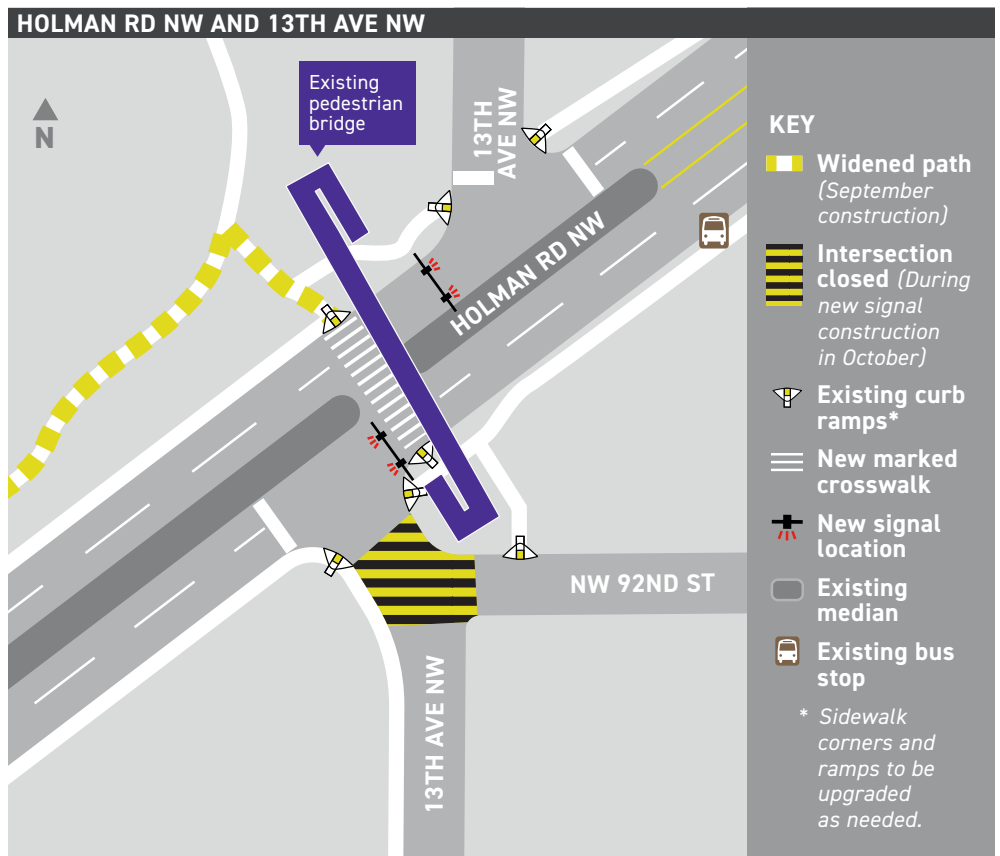 HOLMAN RD NW AND 13TH AVE NW
Existing
pedestrian
bridge
N
13TH
AVE NW
HOLMAN RD NW
NW 92ND ST
13TH AVE NW
KEY
Widened path
(September
construction)
Intersection
closed (During
new signal
construction
in October)
Existing curb
ramps*
New marked
crosswalk
New signal
location
Existing
median
Existing bus
stop
* Sidewalk
corners and
ramps to be
upgraded
as needed.